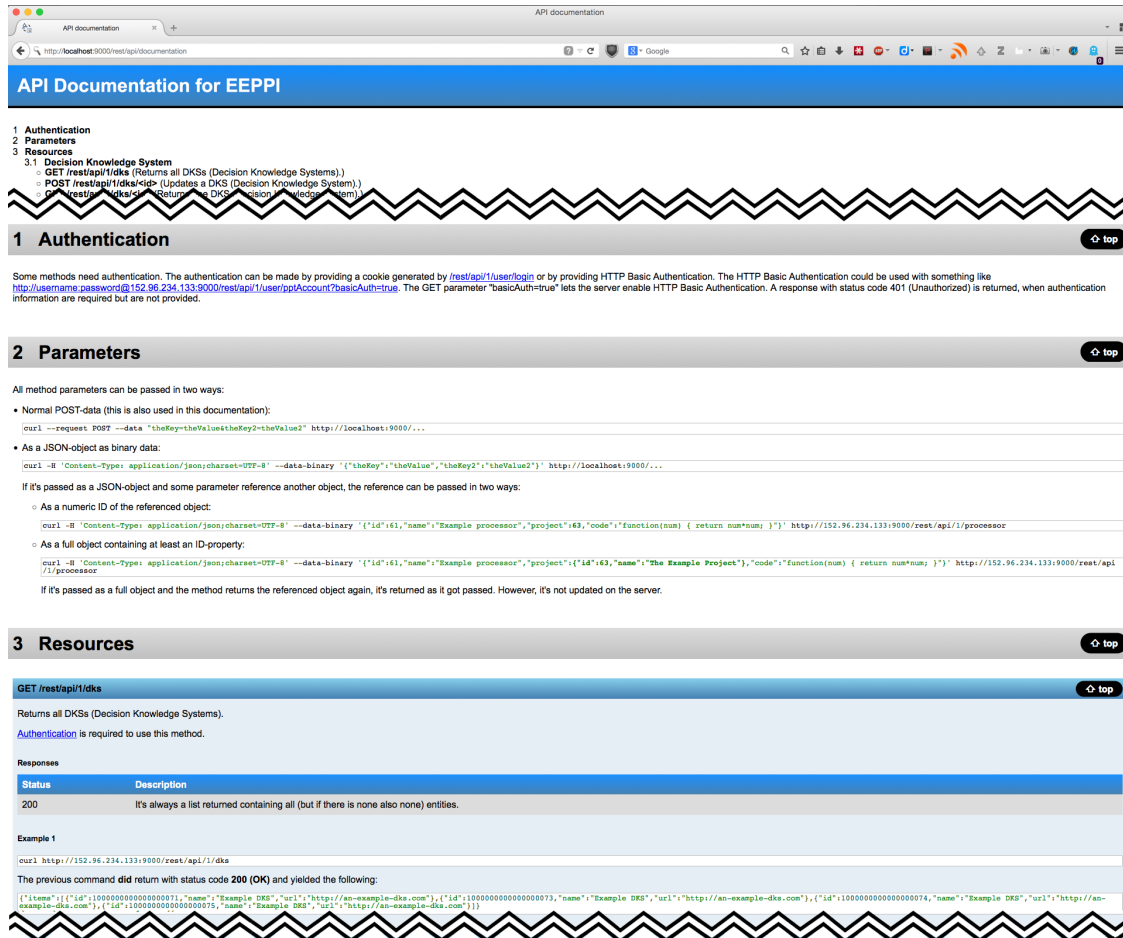 API documentation
API documentation × +
http://localhost:9000/rest/api/documentation
Google
0
API Documentation for EEPPI
1 Authentication
2 Parameters
3 Resources
3.1 Decision Knowledge System
○ GET /rest/api/1/dks (Returns all DKSs (Decision Knowledge Systems).)
○ POST /rest/api/1/dks/<id> (Updates a DKS (Decision Knowledge System).)
1 Authentication
top
Some methods need authentication. The authentication can be made by providing a cookie generated by /rest/api/1/user/login or by providing HTTP Basic Authentication. The HTTP Basic Authentication could be used with something like
http://username:password@152.96.234.133:9000/rest/api/1/user/pptAccount?basicAuth=true. The GET parameter "basicAuth=true" lets the server enable HTTP Basic Authentication. A response with status code 401 (Unauthorized) is returned, when authentication
information are required but are not provided.
2 Parameters
top
All method parameters can be passed in two ways:
• Normal POST-data (this is also used in this documentation):
curl --request POST --data "theKey=theValue&theKey2=theValue2" http://localhost:9000/...
• As a JSON-object as binary data:
curl -H 'Content-Type: application/json;charset=UTF-8' --data-binary '{"theKey":"theValue","theKey2":"theValue2"}' http://localhost:9000/...
If it's passed as a JSON-object and some parameter reference another object, the reference can be passed in two ways:
○ As a numeric ID of the referenced object:
curl -H 'Content-Type: application/json;charset=UTF-8' --data-binary '{"id":61,"name":"Example processor","project":63,"code":"function(num) { return num*num; }"}' http://152.96.234.133:9000/rest/api/1/processor
○ As a full object containing at least an ID-property:
curl -H 'Content-Type: application/json;charset=UTF-8' --data-binary '{"id":61,"name":"Example processor","project":{"id":63,"name":"The Example Project"},"code":"function(num) { return num*num; }"}' http://152.96.234.133:9000/rest/api
/1/processor
If it's passed as a full object and the method returns the referenced object again, it's returned as it got passed. However, it's not updated on the server.
3 Resources
top
GET /rest/api/1/dks
top
Returns all DKSs (Decision Knowledge Systems).
Authentication is required to use this method.
Responses
Status Description
200 It's always a list returned containing all (but if there is none also none) entities.
Example 1
curl http://152.96.234.133:9000/rest/api/1/dks
The previous command did return with status code 200 (OK) and yielded the following:
{"items":[{"id":1000000000000000071,"name":"Example DKS","url":"http://an-example-dks.com"},{"id":1000000000000000073,"name":"Example DKS","url":"http://an-example-dks.com"},{"id":1000000000000000074,"name":"Example DKS","url":"http://an-
example-dks.com"},{"id":1000000000000000075,"name":"Example DKS","url":"http://an-example-dks.com"}]}